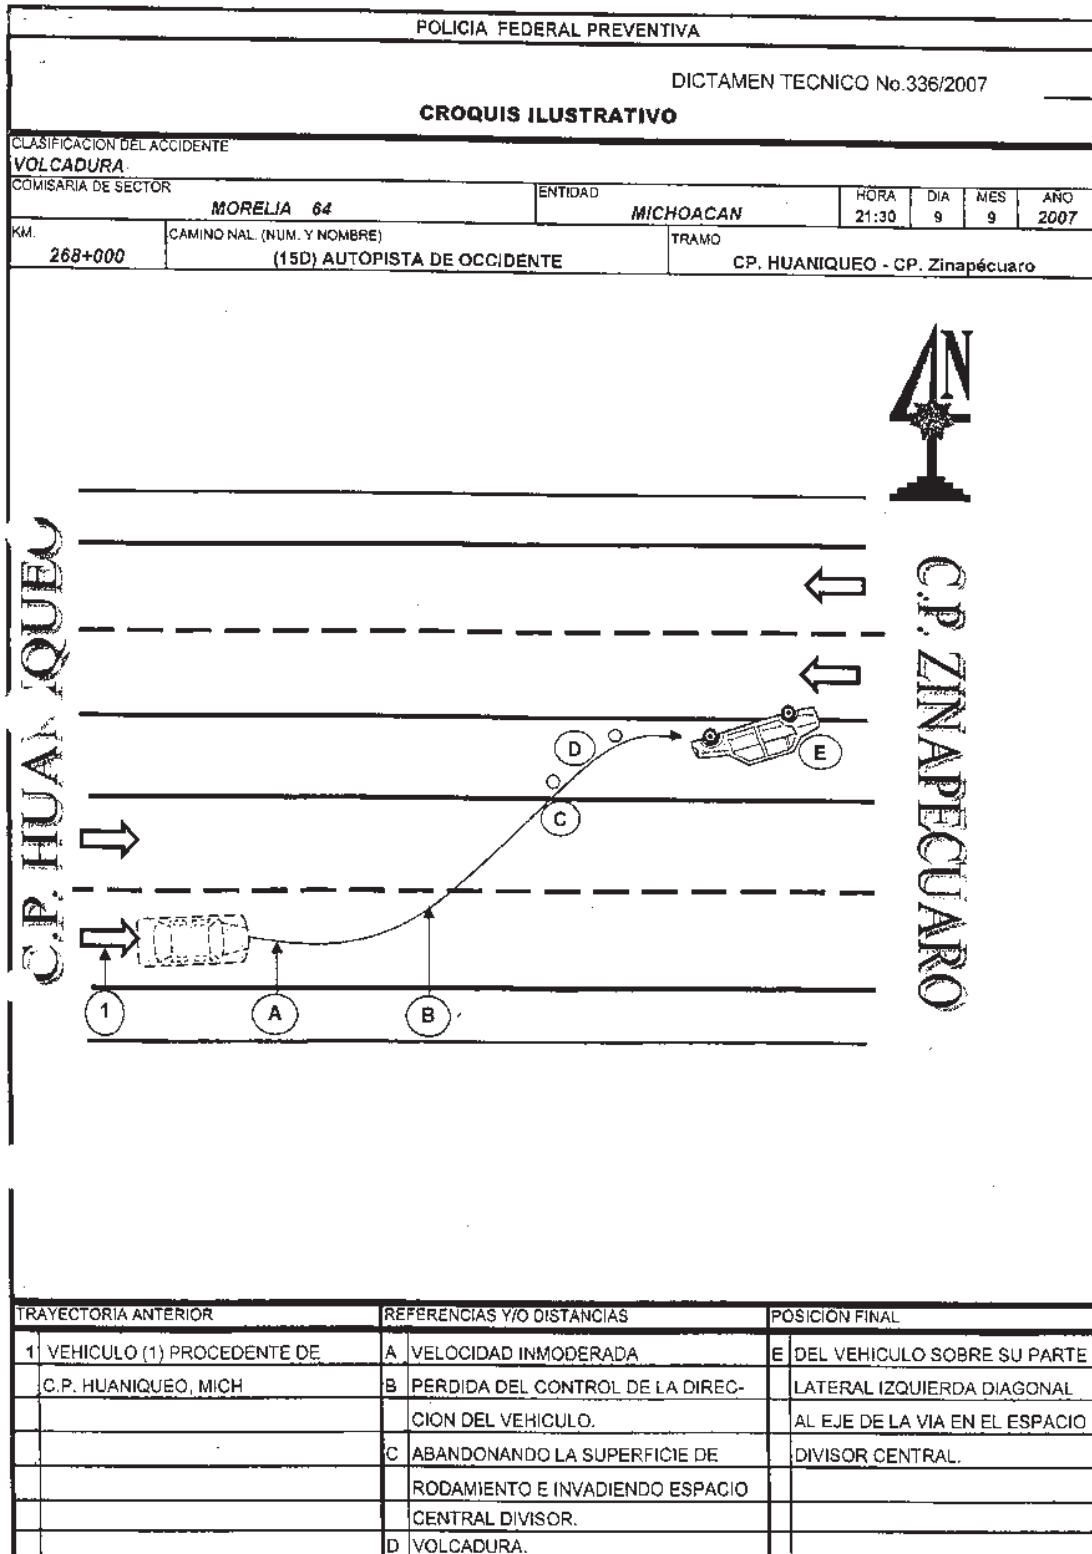 POLICIA FEDERAL PREVENTIVA
DICTAMEN TECNICO No.336/2007
CROQUIS ILUSTRATIVO
CLASIFICACION DEL ACCIDENTE
VOLCADURA
COMISARIA DE SECTOR
MORELIA 64
ENTIDAD
MICHOACAN
HORA DIA MES AÑO
21:30 9 9 2007
KM.
268+000
CAMINO NAL. (NUM. Y NOMBRE)
(15D) AUTOPISTA DE OCCIDENTE
TRAMO
CP. HUANIQUEO - CP. Zinapécuaro
N
C.P. HUANIQUEO
C.P. ZINAPECUARO
D
E
C
1
A
B
TRAYECTORIA ANTERIOR
1 VEHICULO (1) PROCEDENTE DE
C.P. HUANIQUEO, MICH
REFERENCIAS Y/O DISTANCIAS
A VELOCIDAD INMODERADA
B PERDIDA DEL CONTROL DE LA DIREC-
CION DEL VEHICULO.
C ABANDONANDO LA SUPERFICIE DE
RODAMIENTO E INVADIENDO ESPACIO
CENTRAL DIVISOR.
D VOLCADURA.
POSICION FINAL
E DEL VEHICULO SOBRE SU PARTE
LATERAL IZQUIERDA DIAGONAL
AL EJE DE LA VIA EN EL ESPACIO
DIVISOR CENTRAL.